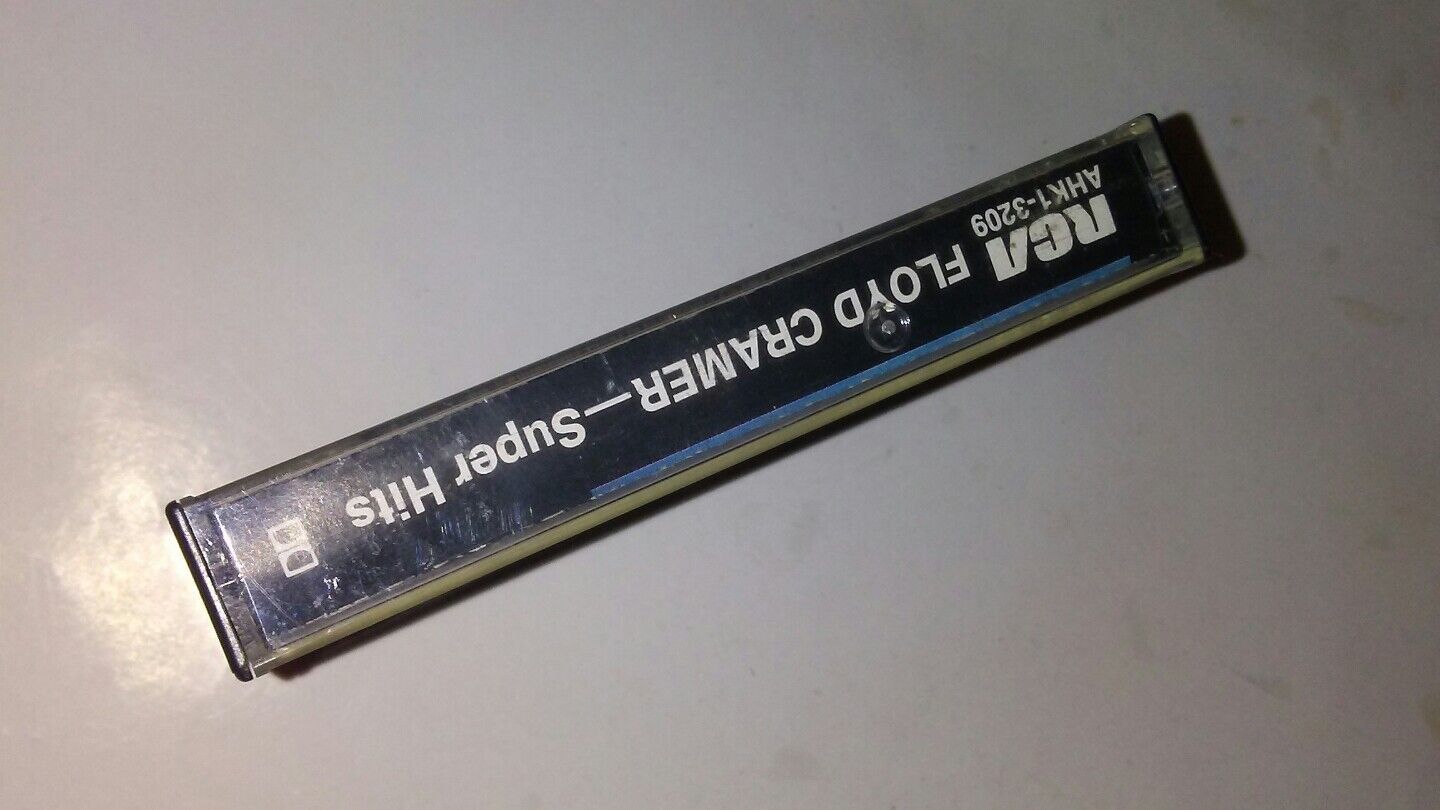 RCA FLOYD CRAMER—Super Hits
AHK1-3209